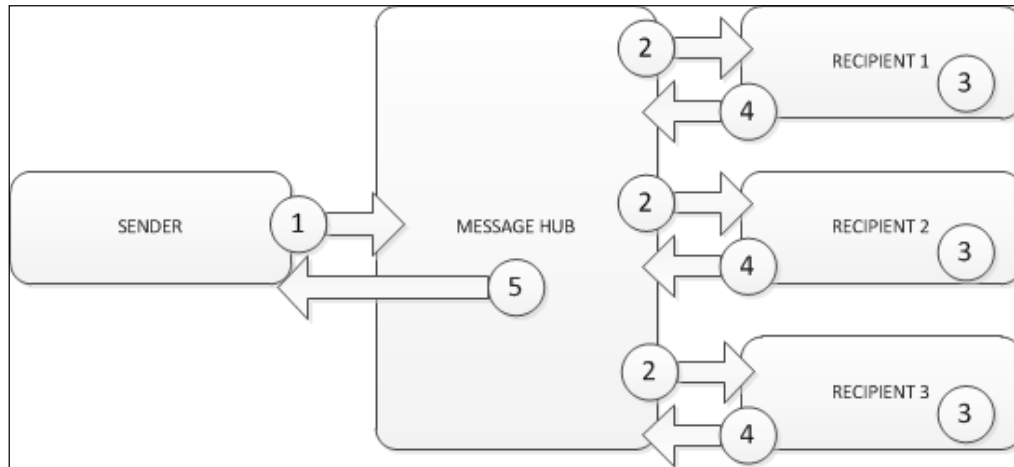 2
RECIPIENT 1
3
4
SENDER
1
MESSAGE HUB
2
RECIPIENT 2
3
4
5
2
RECIPIENT 3
3
4